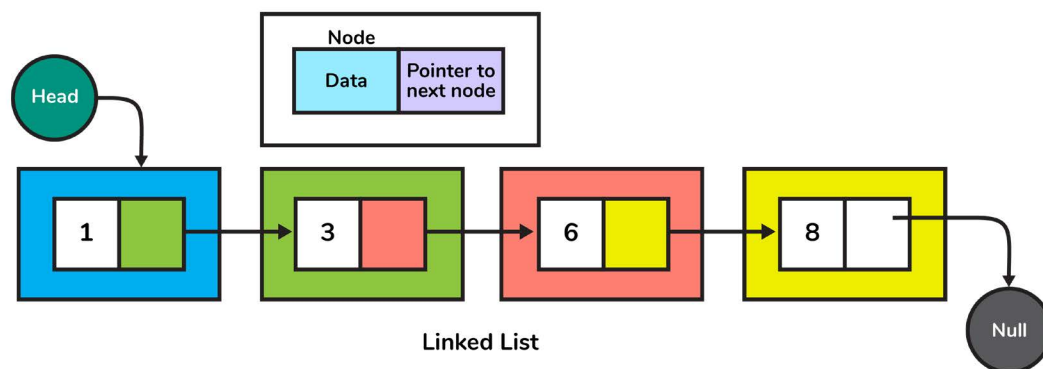 Node
Data
Pointer to
next node
Head
1
3
6
8
Null
Linked List